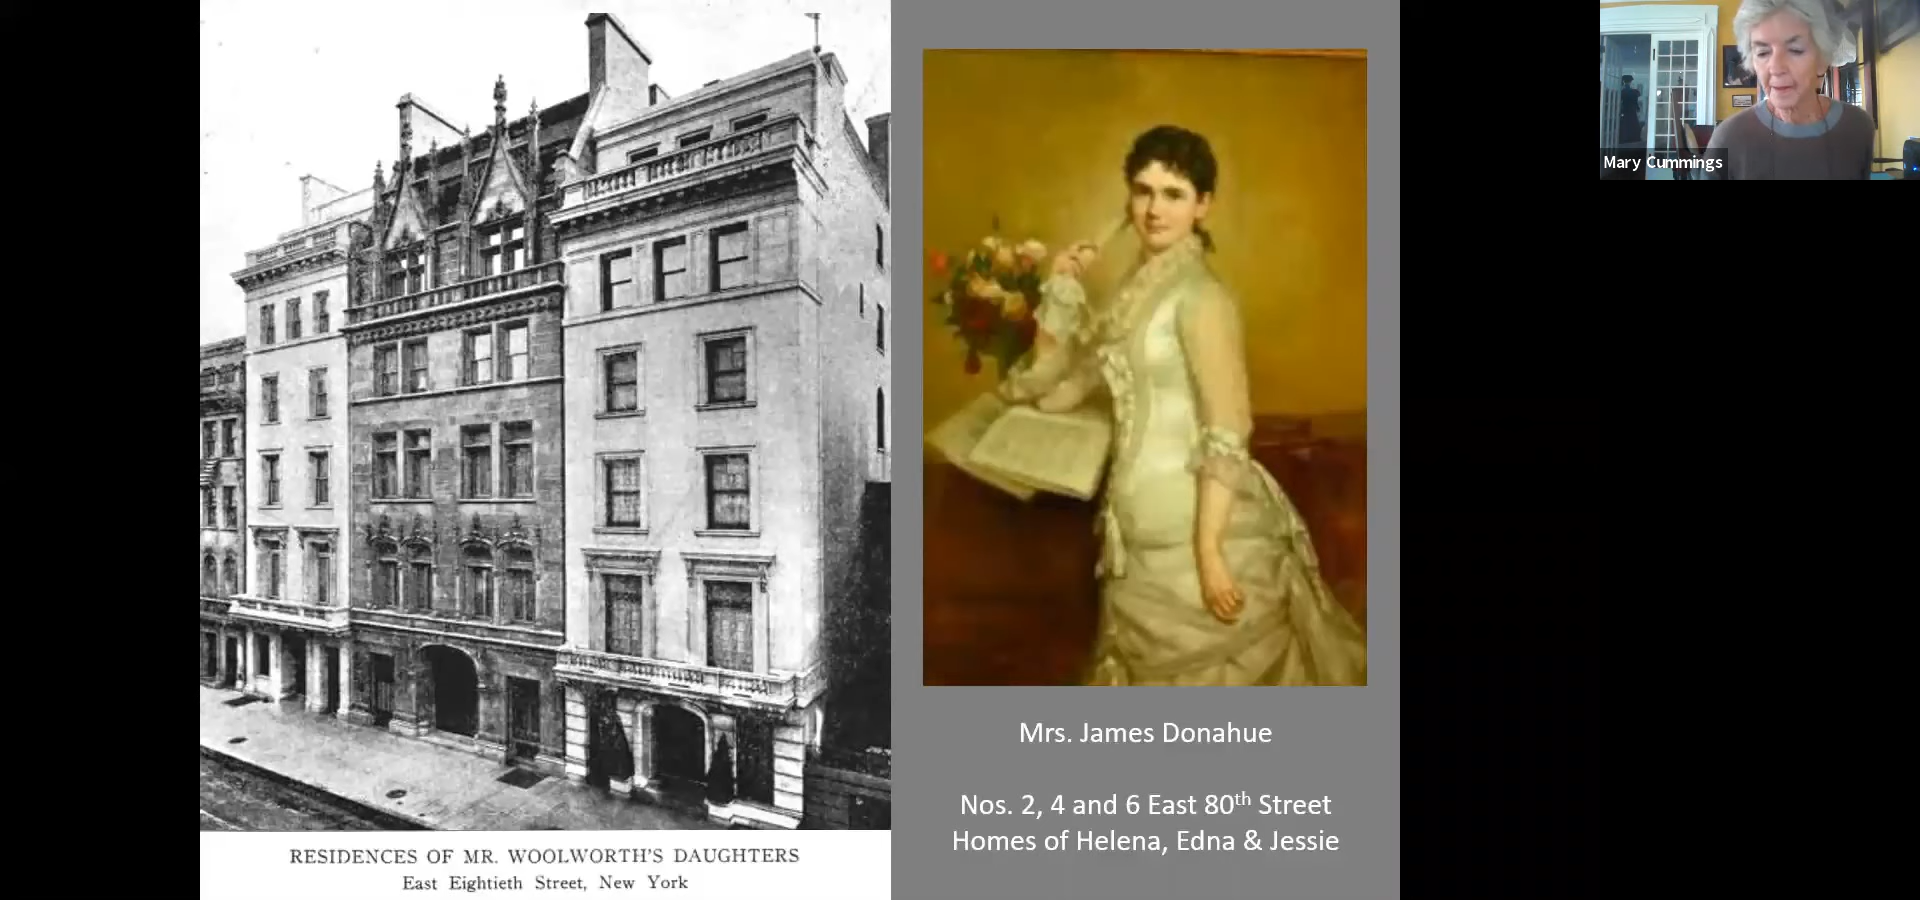 RESIDENCES OF MR. WOOLWORTH'S DAUGHTERS
East Eightieth Street, New York
Mrs. James Donahue
Nos. 2, 4 and 6 East 80th Street
Homes of Helena, Edna & Jessie
Mary Cummings